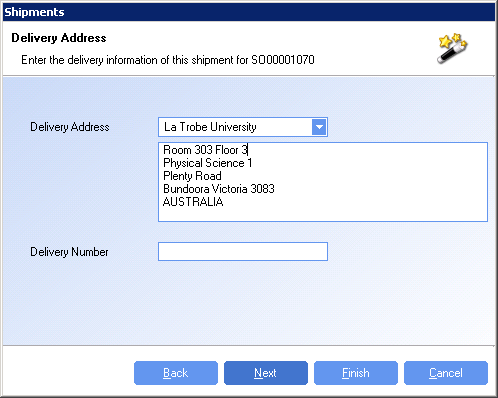 Shipments
Delivery Address
Enter the delivery information of this shipment for SO00001070
Delivery Address
La Trobe University
Room 303 Floor 3
Physical Science 1
Plenty Road
Bundoora Victoria 3083
AUSTRALIA
Delivery Number
Back Next Finish Cancel